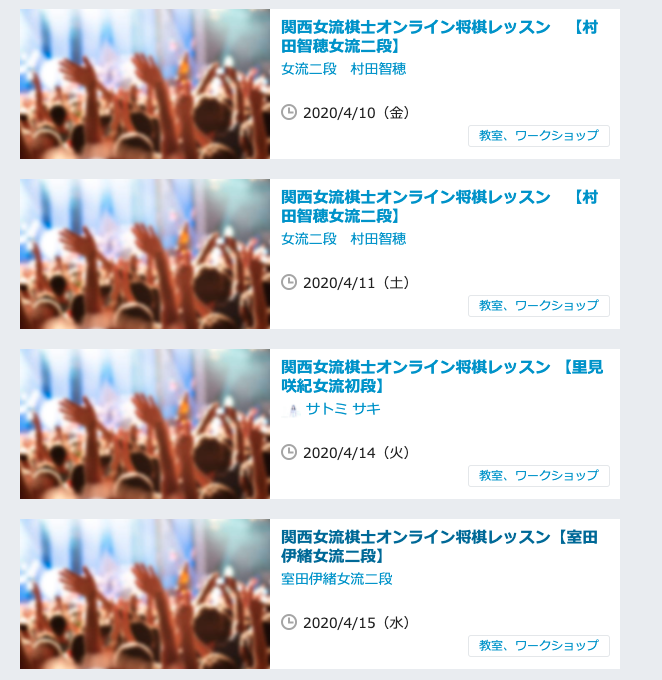 関西女流棋士オンライン将棋レッスン　【村
田智穂女流二段】
女流二段　村田智穂
2020/4/10（金）
教室、ワークショップ
関西女流棋士オンライン将棋レッスン　【村
田智穂女流二段】
女流二段　村田智穂
2020/4/11（土）
教室、ワークショップ
関西女流棋士オンライン将棋レッスン 【里見
咲紀女流初段】
サトミ サキ
2020/4/14（火）
教室、ワークショップ
関西女流棋士オンライン将棋レッスン【室田
伊緒女流二段】
室田伊緒女流二段
2020/4/15（水）
教室、ワークショップ